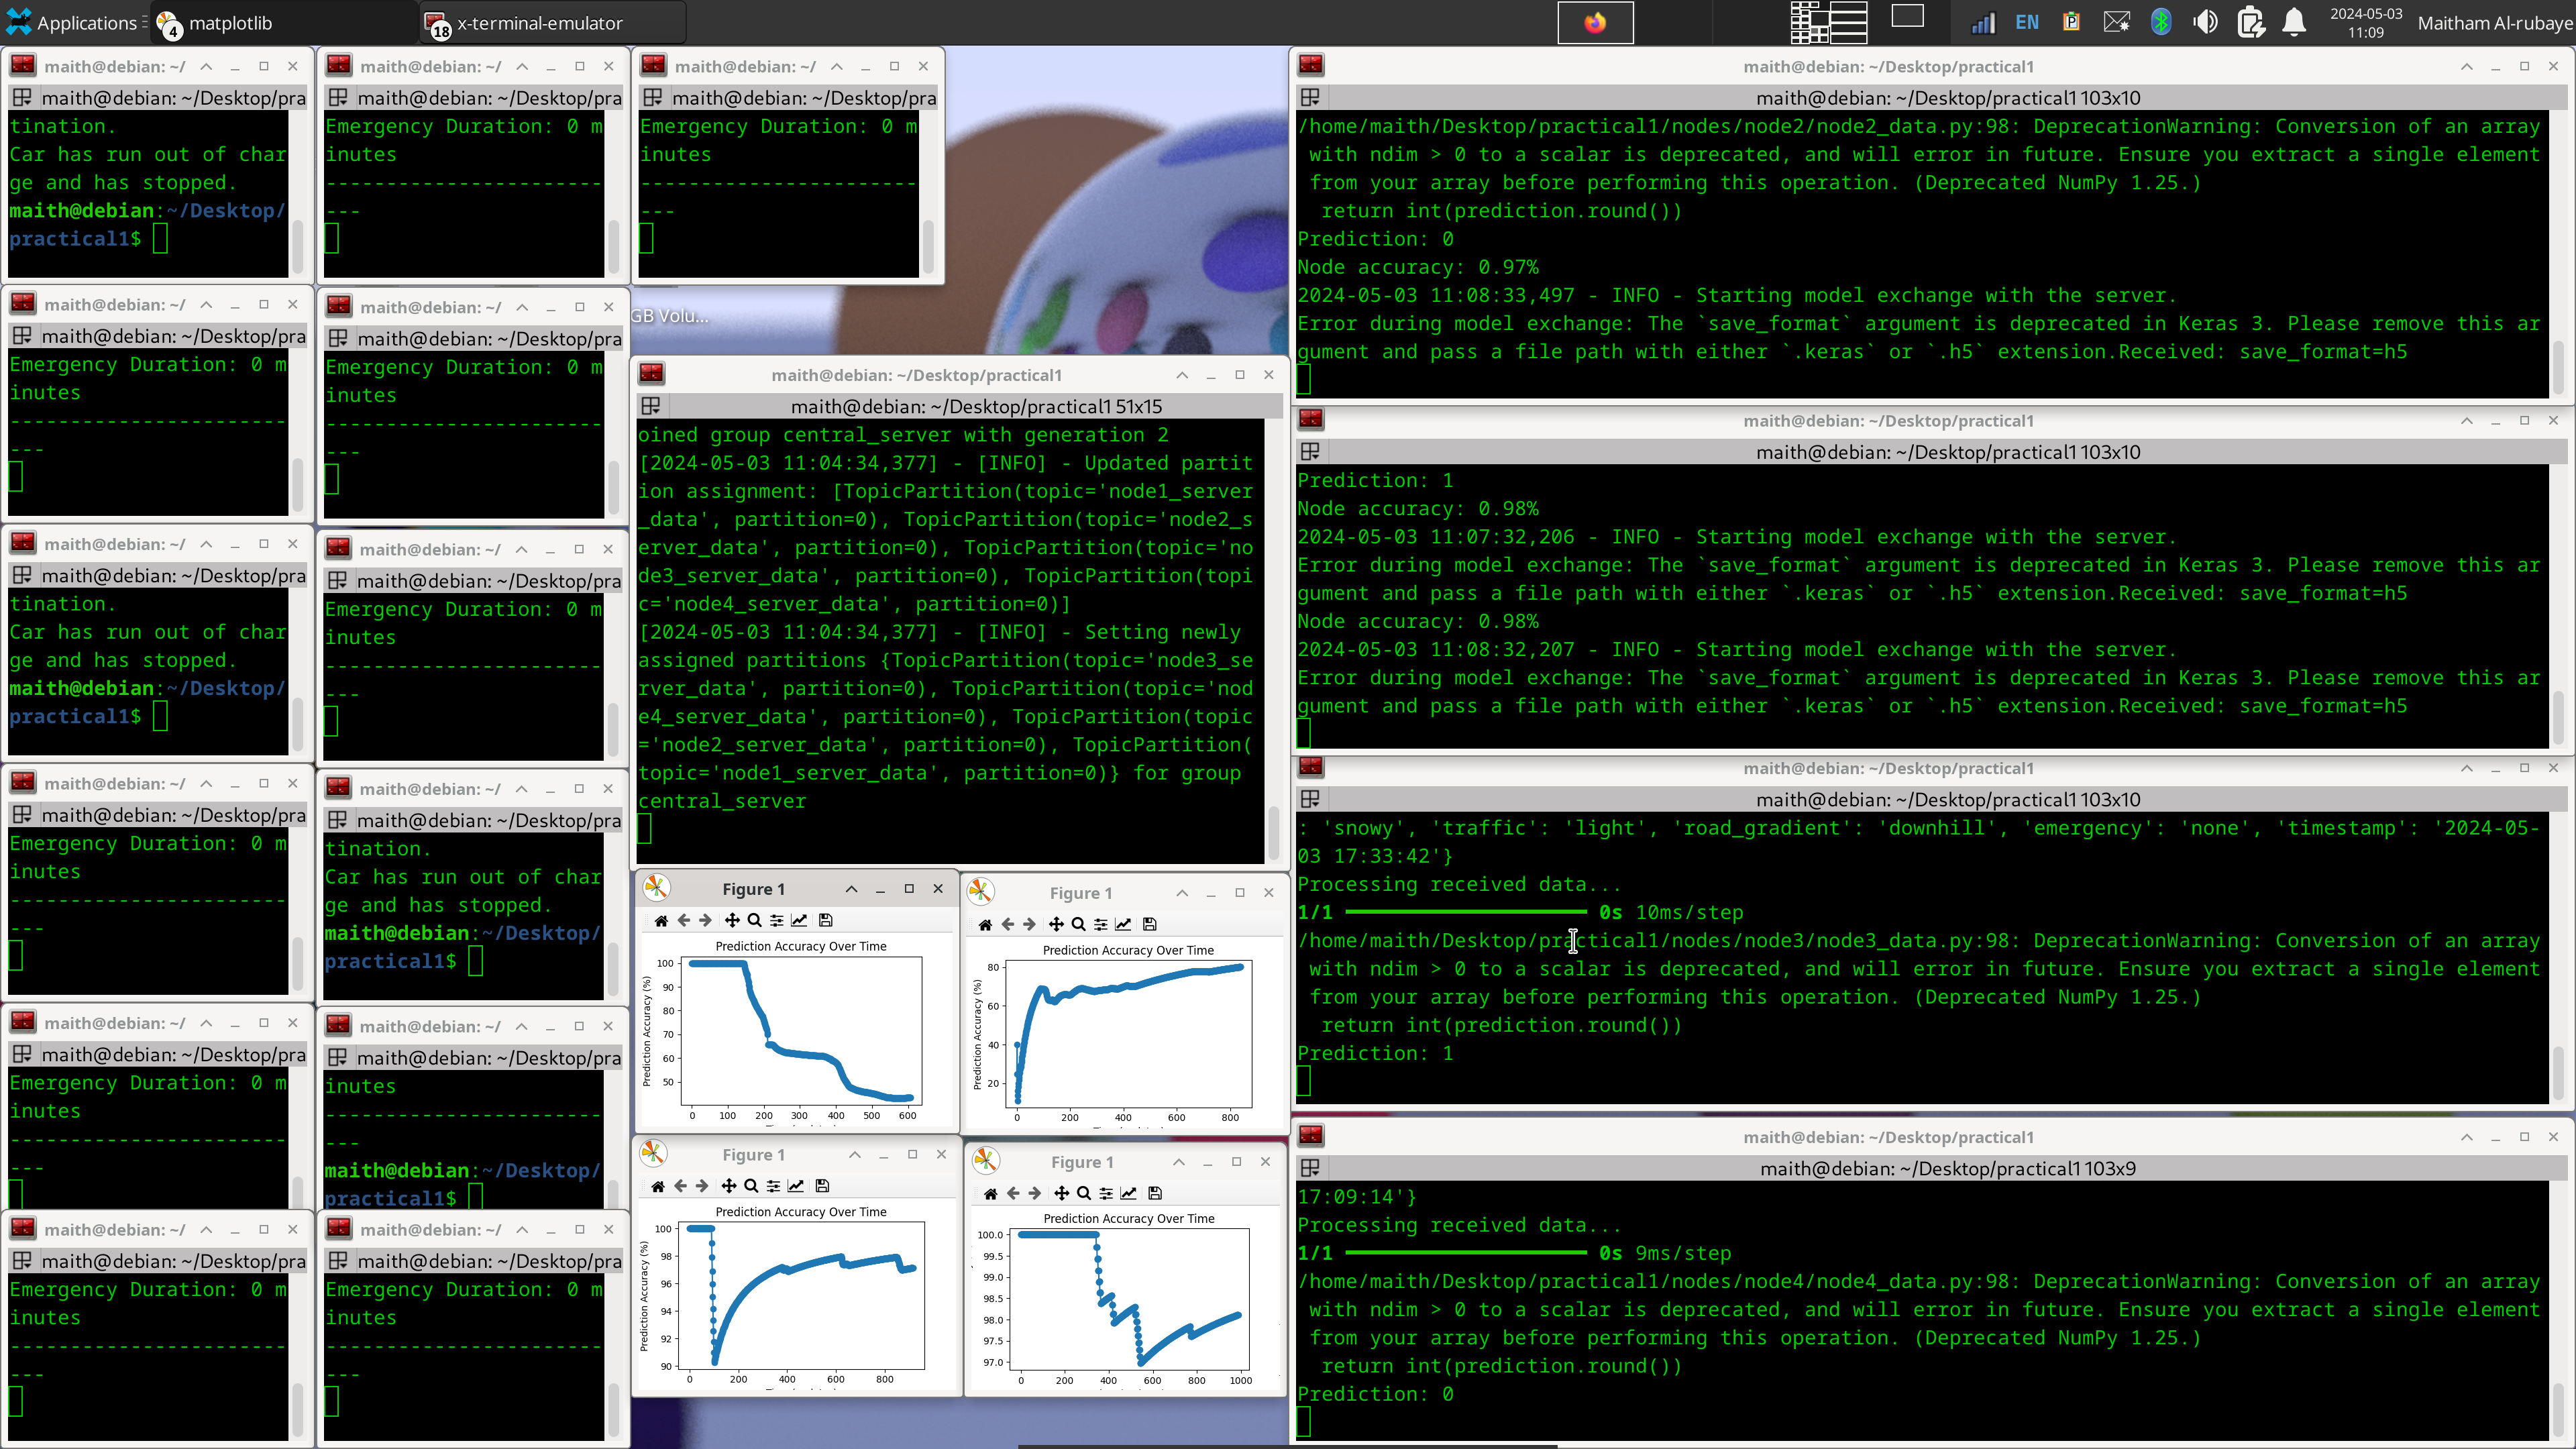 Applications
4
matplotlib
18
x-terminal-emulator
EN
P
2024-05-03
11:09
Maitham Al-rubaye
maith@debian: ~/
maith@debian: ~/Desktop/pra
tination.
Car has run out of char
ge and has stopped.
maith@debian:~/Desktop/
practical1$
maith@debian: ~/
maith@debian: ~/Desktop/pra
Emergency Duration: 0 m
inutes
-----------------------
---
maith@debian: ~/
maith@debian: ~/Desktop/pra
tination.
Car has run out of char
ge and has stopped.
maith@debian:~/Desktop/
practical1$
maith@debian: ~/
maith@debian: ~/Desktop/pra
Emergency Duration: 0 m
inutes
-----------------------
---
maith@debian: ~/
maith@debian: ~/Desktop/pra
Emergency Duration: 0 m
inutes
-----------------------
---
maith@debian: ~/
maith@debian: ~/Desktop/pra
Emergency Duration: 0 m
inutes
-----------------------
---
maith@debian: ~/
maith@debian: ~/Desktop/pra
Emergency Duration: 0 m
inutes
-----------------------
---
maith@debian: ~/
maith@debian: ~/Desktop/pra
Emergency Duration: 0 m
inutes
-----------------------
---
maith@debian: ~/
maith@debian: ~/Desktop/pra
Emergency Duration: 0 m
inutes
-----------------------
---
maith@debian: ~/
maith@debian: ~/Desktop/pra
tination.
Car has run out of char
ge and has stopped.
maith@debian:~/Desktop/
practical1$
maith@debian: ~/
maith@debian: ~/Desktop/pra
inutes
-----------------------
---
maith@debian:~/Desktop/
practical1$
maith@debian: ~/
maith@debian: ~/Desktop/pra
Emergency Duration: 0 m
inutes
-----------------------
---
maith@debian: ~/
maith@debian: ~/Desktop/pra
Emergency Duration: 0 m
inutes
-----------------------
---
GB Volu...
maith@debian: ~/Desktop/practical1
maith@debian: ~/Desktop/practical1 51x15
oined group central_server with generation 2
[2024-05-03 11:04:34,377] - [INFO] - Updated partit
ion assignment: [TopicPartition(topic='node1_server
_data', partition=0), TopicPartition(topic='node2_s
erver_data', partition=0), TopicPartition(topic='no
de3_server_data', partition=0), TopicPartition(topi
c='node4_server_data', partition=0)]
[2024-05-03 11:04:34,377] - [INFO] - Setting newly
assigned partitions {TopicPartition(topic='node3_se
rver_data', partition=0), TopicPartition(topic='nod
e4_server_data', partition=0), TopicPartition(topic
='node2_server_data', partition=0), TopicPartition(
topic='node1_server_data', partition=0)} for group
central_server
Figure 1
Prediction Accuracy Over Time
Prediction Accuracy (%)
100
90
80
70
60
50
0 100 200 300 400 500 600
Figure 1
Prediction Accuracy Over Time
Prediction Accuracy (%)
80
60
40
20
0 200 400 600 800
Figure 1
Prediction Accuracy Over Time
Prediction Accuracy (%)
100
98
96
94
92
90
0 200 400 600 800
Figure 1
Prediction Accuracy Over Time
100.0
99.5
99.0
98.5
98.0
97.5
97.0
0 200 400 600 800 1000
maith@debian: ~/Desktop/practical1
maith@debian: ~/Desktop/practical1 103x10
/home/maith/Desktop/practical1/nodes/node2/node2_data.py:98: DeprecationWarning: Conversion of an array
with ndim > 0 to a scalar is deprecated, and will error in future. Ensure you extract a single element
from your array before performing this operation. (Deprecated NumPy 1.25.)
return int(prediction.round())
Prediction: 0
Node accuracy: 0.97%
2024-05-03 11:08:33,497 - INFO - Starting model exchange with the server.
Error during model exchange: The `save_format` argument is deprecated in Keras 3. Please remove this ar
gument and pass a file path with either `.keras` or `.h5` extension.Received: save_format=h5
maith@debian: ~/Desktop/practical1
maith@debian: ~/Desktop/practical1 103x10
Prediction: 1
Node accuracy: 0.98%
2024-05-03 11:07:32,206 - INFO - Starting model exchange with the server.
Error during model exchange: The `save_format` argument is deprecated in Keras 3. Please remove this ar
gument and pass a file path with either `.keras` or `.h5` extension.Received: save_format=h5
Node accuracy: 0.98%
2024-05-03 11:08:32,207 - INFO - Starting model exchange with the server.
Error during model exchange: The `save_format` argument is deprecated in Keras 3. Please remove this ar
gument and pass a file path with either `.keras` or `.h5` extension.Received: save_format=h5
maith@debian: ~/Desktop/practical1
maith@debian: ~/Desktop/practical1 103x10
: 'snowy', 'traffic': 'light', 'road_gradient': 'downhill', 'emergency': 'none', 'timestamp': '2024-05-
03 17:33:42'}
Processing received data...
1/1 0s 10ms/step
/home/maith/Desktop/practical1/nodes/node3/node3_data.py:98: DeprecationWarning: Conversion of an array
with ndim > 0 to a scalar is deprecated, and will error in future. Ensure you extract a single element
from your array before performing this operation. (Deprecated NumPy 1.25.)
return int(prediction.round())
Prediction: 1
maith@debian: ~/Desktop/practical1
maith@debian: ~/Desktop/practical1 103x9
17:09:14'}
Processing received data...
1/1 0s 9ms/step
/home/maith/Desktop/practical1/nodes/node4/node4_data.py:98: DeprecationWarning: Conversion of an array
with ndim > 0 to a scalar is deprecated, and will error in future. Ensure you extract a single element
from your array before performing this operation. (Deprecated NumPy 1.25.)
return int(prediction.round())
Prediction: 0